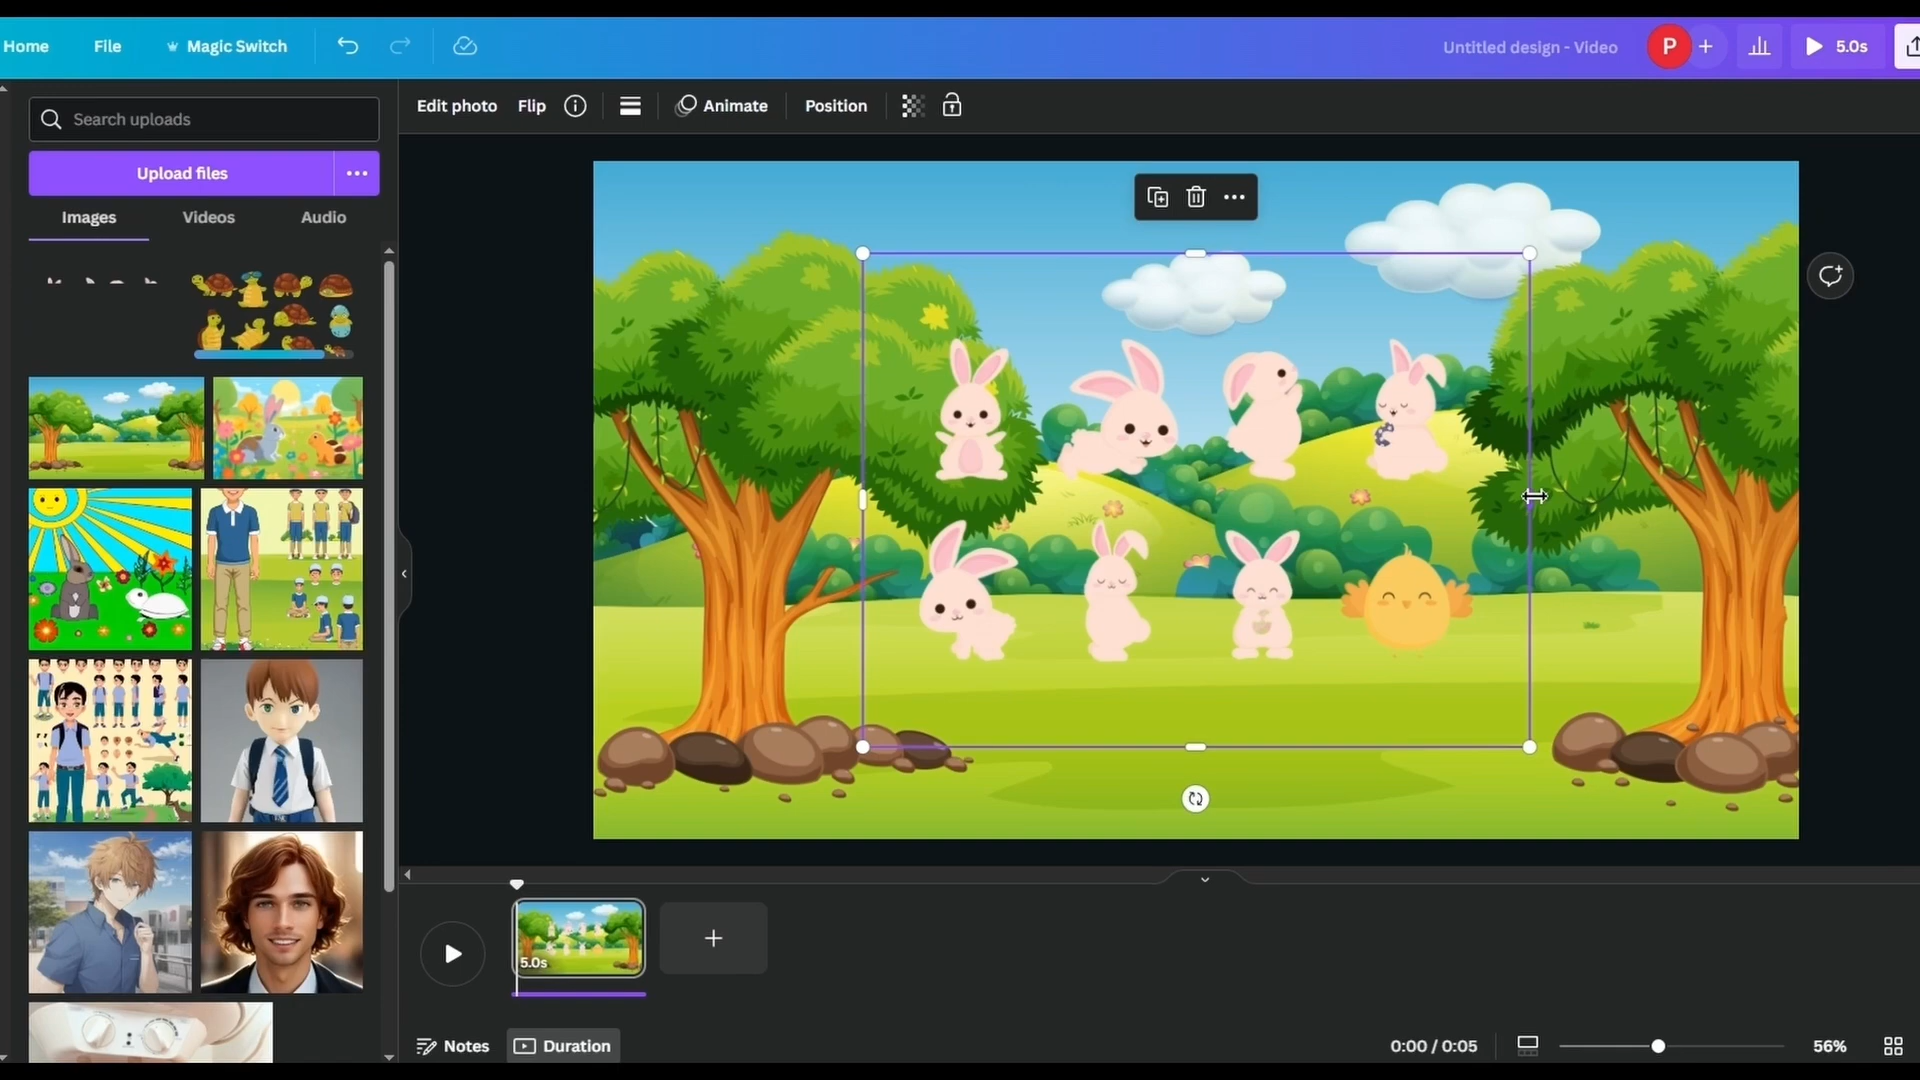 Home File Magic Switch Untitled design - Video P + 5.0s
Search uploads
Edit photo Flip Animate Position
Upload files
Images Videos Audio
5.0s
Notes Duration 0:00 / 0:05 56%